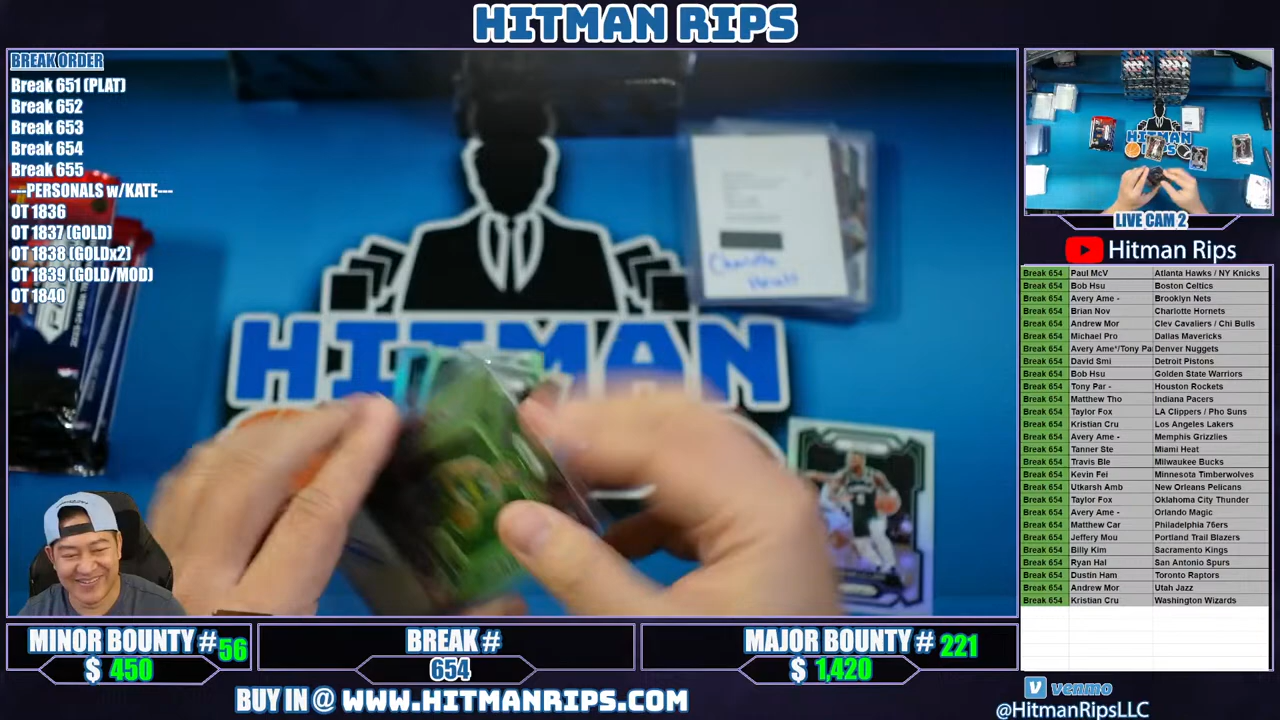 HITMAN RIPS
BREAK ORDER
Break 651 (PLAT)
Break 652
Break 653
Break 654
Break 655
---PERSONALS w/KATE---
OT 1836
OT 1837 (GOLD)
OT 1838 (GOLDx2)
OT 1839 (GOLD/MOD)
OT 1840
Charlotte
HITMAN
LIVE CAM 2
Hitman Rips
Break 654 Paul McV Atlanta Hawks / NY Knicks
Break 654 Bob Hsu Boston Celtics
Break 654 Avery Ame - Brooklyn Nets
Break 654 Brian Nov Charlotte Hornets
Break 654 Andrew Mor Clev Cavaliers / Chi Bulls
Break 654 Michael Pro Dallas Mavericks
Break 654 Avery Ame*/Tony Pa Denver Nuggets
Break 654 David Smi Detroit Pistons
Break 654 Bob Hsu Golden State Warriors
Break 654 Tony Par - Houston Rockets
Break 654 Matthew Tho Indiana Pacers
Break 654 Taylor Fox LA Clippers / Pho Suns
Break 654 Kristian Cru Los Angeles Lakers
Break 654 Avery Ame - Memphis Grizzlies
Break 654 Tanner Ste Miami Heat
Break 654 Travis Ble Milwaukee Bucks
Break 654 Kevin Fei Minnesota Timberwolves
Break 654 Utkarsh Amb New Orleans Pelicans
Break 654 Taylor Fox Oklahoma City Thunder
Break 654 Avery Ame - Orlando Magic
Break 654 Matthew Car Philadelphia 76ers
Break 654 Jeffery Mou Portland Trail Blazers
Break 654 Billy Kim Sacramento Kings
Break 654 Ryan Hal San Antonio Spurs
Break 654 Dustin Ham Toronto Raptors
Break 654 Andrew Mor Utah Jazz
Break 654 Kristian Cru Washington Wizards
MINOR BOUNTY # 56
$ 450
BREAK #
654
MAJOR BOUNTY # 221
$ 1,420
BUY IN @ WWW.HITMANRIPS.COM
venmo
@HitmanRipsLLC